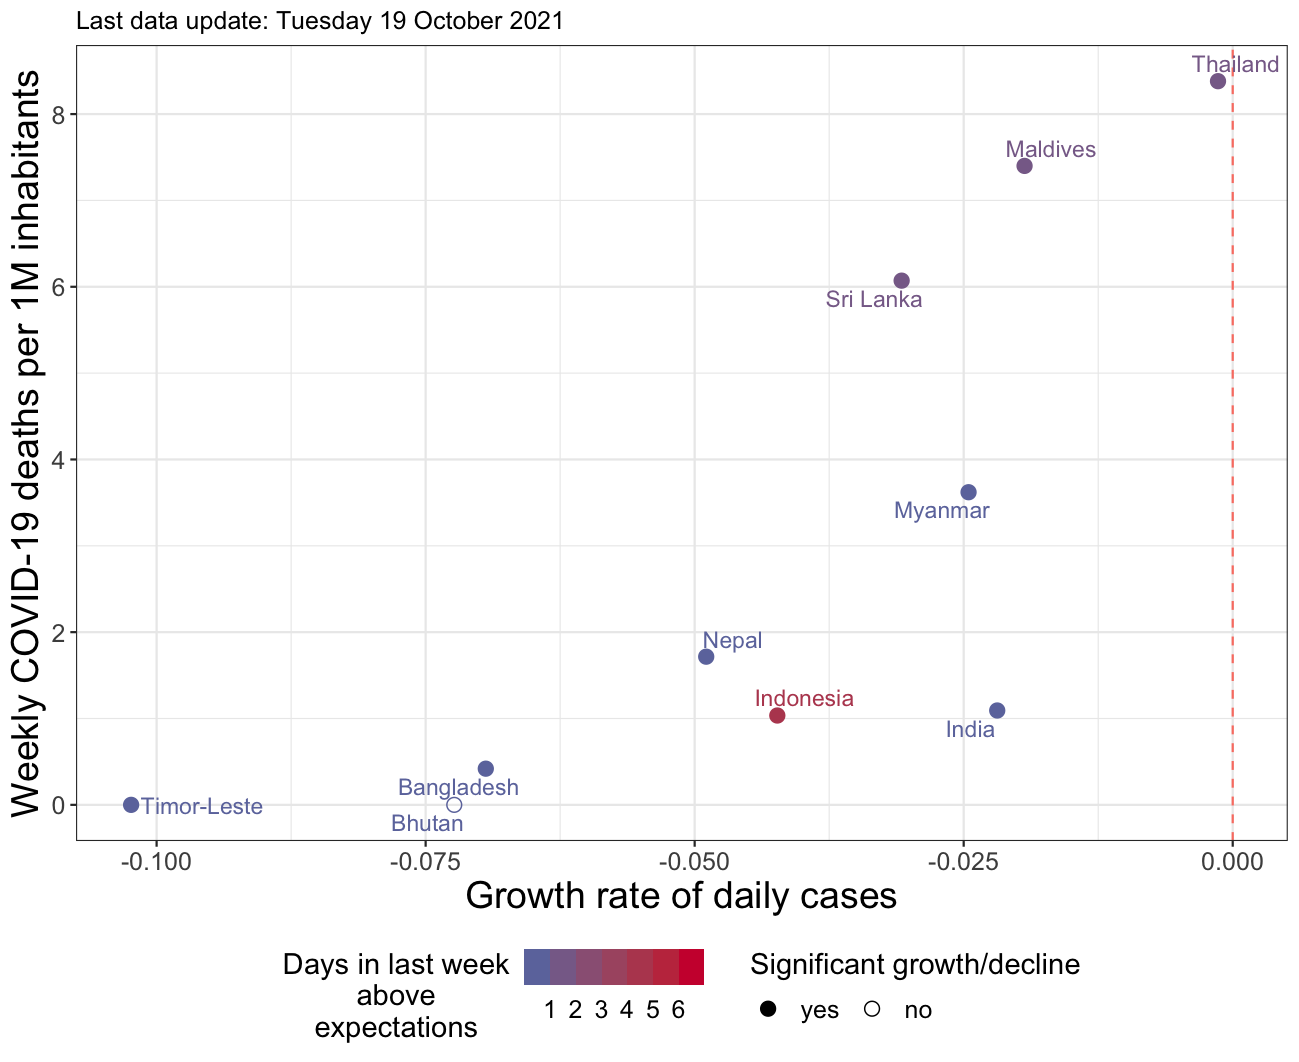 Last data update: Tuesday 19 October 2021
Weekly COVID-19 deaths per 1M inhabitants
8
6
4
2
0
Thailand
Maldives
Sri Lanka
Myanmar
Nepal
Indonesia
India
Bangladesh
Timor-Leste
Bhutan
-0.100 -0.075 -0.050 -0.025 0.000
Growth rate of daily cases
Days in last week
above
expectations
1 2 3 4 5 6
Significant growth/decline
yes no